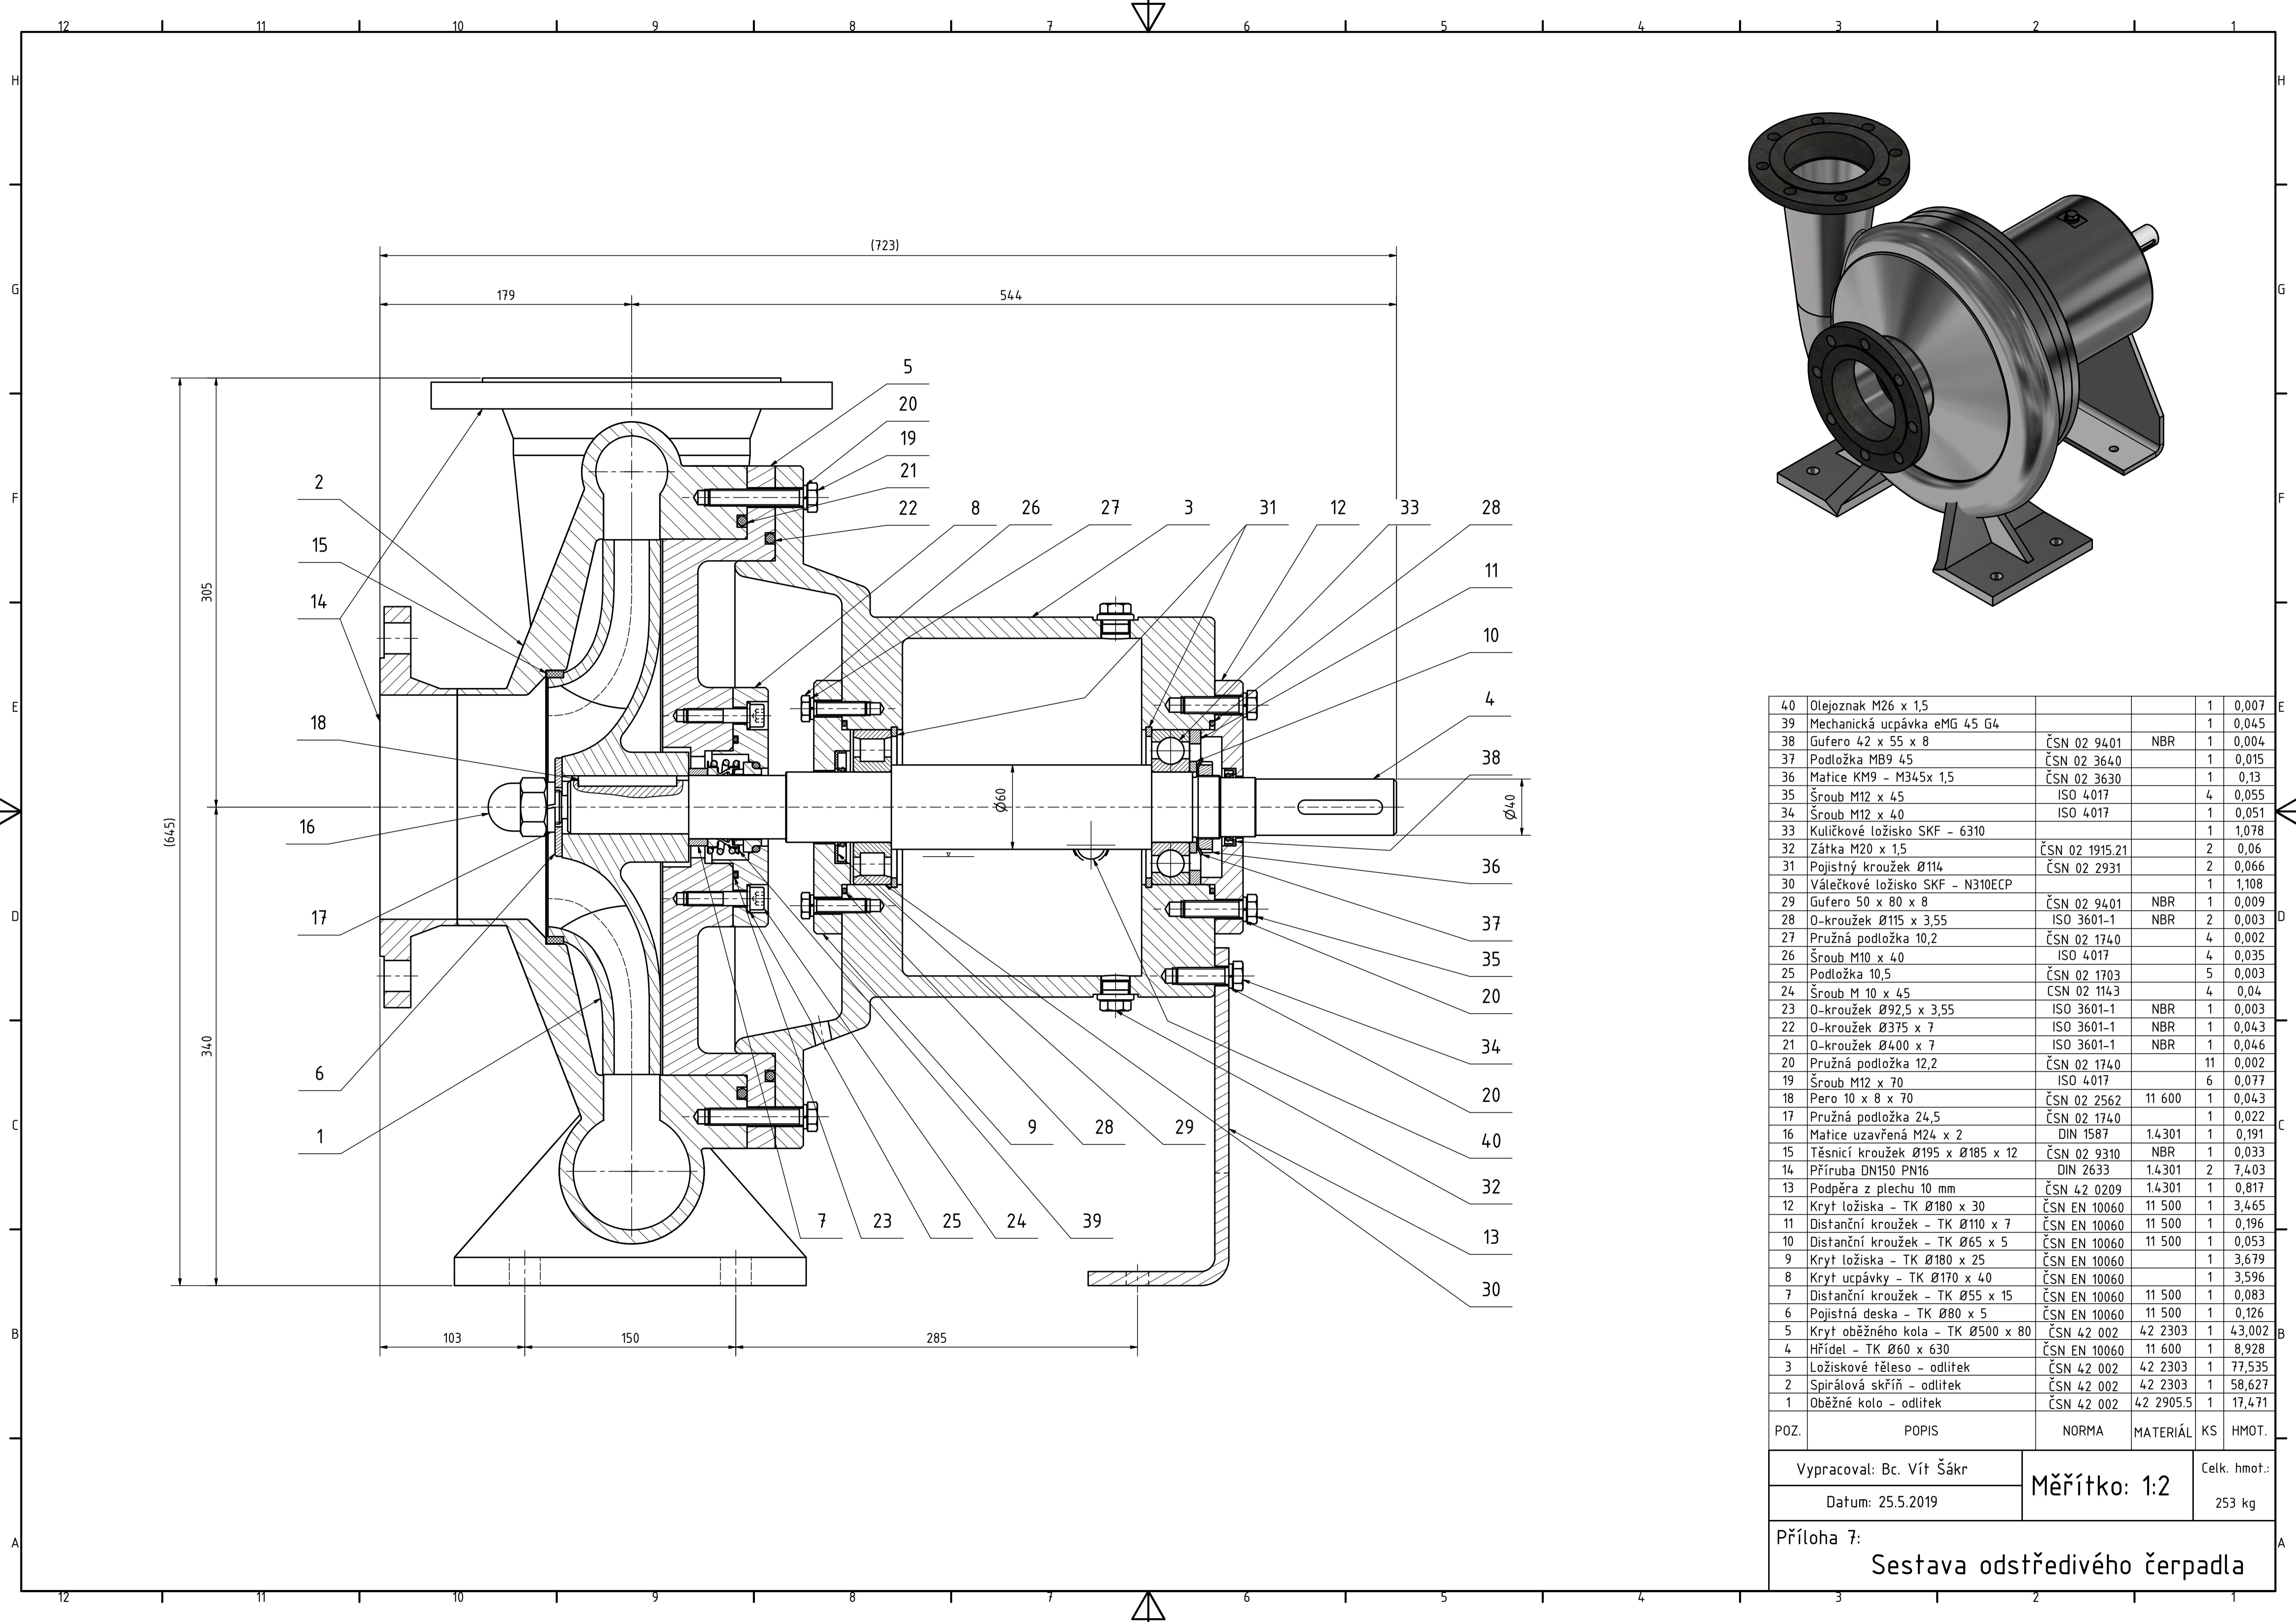 12 11 10 9 8 7 6 5 4 3 2 1
H H
G G
F F
E E
D D
C C
B B
A A
(723)
179 544
5
20
19
21
22
2
15
14
8 26 27 3 31 12 33 28
11
10
4
18
38
16
17
36
37
35
20
34
20
6
1
9 28 29
40
32
7 23 25 24 39
13
30
305
(645)
340
Ø60
Ø40
103 150 285
40 Olejoznak M26 x 1,5 1 0,007
39 Mechanická ucpávka eMG 45 G4 1 0,045
38 Gufero 42 x 55 x 8 ČSN 02 9401 NBR 1 0,004
37 Podložka MB9 45 ČSN 02 3640 1 0,015
36 Matice KM9 - M345x 1,5 ČSN 02 3630 1 0,13
35 Šroub M12 x 45 ISO 4017 4 0,055
34 Šroub M12 x 40 ISO 4017 1 0,051
33 Kuličkové ložisko SKF - 6310 1 1,078
32 Zátka M20 x 1,5 ČSN 02 1915.21 2 0,06
31 Pojistný kroužek Ø114 ČSN 02 2931 2 0,066
30 Válečkové ložisko SKF - N310ECP 1 1,108
29 Gufero 50 x 80 x 8 ČSN 02 9401 NBR 1 0,009
28 O-kroužek Ø115 x 3,55 ISO 3601-1 NBR 2 0,003
27 Pružná podložka 10,2 ČSN 02 1740 4 0,002
26 Šroub M10 x 40 ISO 4017 4 0,035
25 Podložka 10,5 ČSN 02 1703 5 0,003
24 Šroub M 10 x 45 ČSN 02 1143 4 0,04
23 O-kroužek Ø92,5 x 3,55 ISO 3601-1 NBR 1 0,003
22 O-kroužek Ø375 x 7 ISO 3601-1 NBR 1 0,043
21 O-kroužek Ø400 x 7 ISO 3601-1 NBR 1 0,046
20 Pružná podložka 12,2 ČSN 02 1740 11 0,002
19 Šroub M12 x 70 ISO 4017 6 0,077
18 Pero 10 x 8 x 70 ČSN 02 2562 11 600 1 0,043
17 Pružná podložka 24,5 ČSN 02 1740 1 0,022
16 Matice uzavřená M24 x 2 DIN 1587 1.4301 1 0,191
15 Těsnicí kroužek Ø195 x Ø185 x 12 ČSN 02 9310 NBR 1 0,033
14 Příruba DN150 PN16 DIN 2633 1.4301 2 7,403
13 Podpěra z plechu 10 mm ČSN 42 0209 1.4301 1 0,817
12 Kryt ložiska - TK Ø180 x 30 ČSN EN 10060 11 500 1 3,465
11 Distanční kroužek - TK Ø110 x 7 ČSN EN 10060 11 500 1 0,196
10 Distanční kroužek - TK Ø65 x 5 ČSN EN 10060 11 500 1 0,053
9 Kryt ložiska - TK Ø180 x 25 ČSN EN 10060 1 3,679
8 Kryt ucpávky - TK Ø170 x 40 ČSN EN 10060 1 3,596
7 Distanční kroužek - TK Ø55 x 15 ČSN EN 10060 11 500 1 0,083
6 Pojistná deska - TK Ø80 x 5 ČSN EN 10060 11 500 1 0,126
5 Kryt oběžného kola - TK Ø500 x 80 ČSN 42 002 42 2303 1 43,002
4 Hřídel - TK Ø60 x 630 ČSN EN 10060 11 600 1 8,928
3 Ložiskové těleso - odlitek ČSN 42 002 42 2303 1 77,535
2 Spirálová skříň - odlitek ČSN 42 002 42 2303 1 58,627
1 Oběžné kolo - odlitek ČSN 42 002 42 2905.5 1 17,471
POZ. POPIS NORMA MATERIÁL KS HMOT.
Vypracoval: Bc. Vít Šákr
Datum: 25.5.2019
Měřítko: 1:2
Celk. hmot.:
253 kg
Příloha 7:
Sestava odstředivého čerpadla
12 11 10 9 8 7 6 5 4 3 2 1